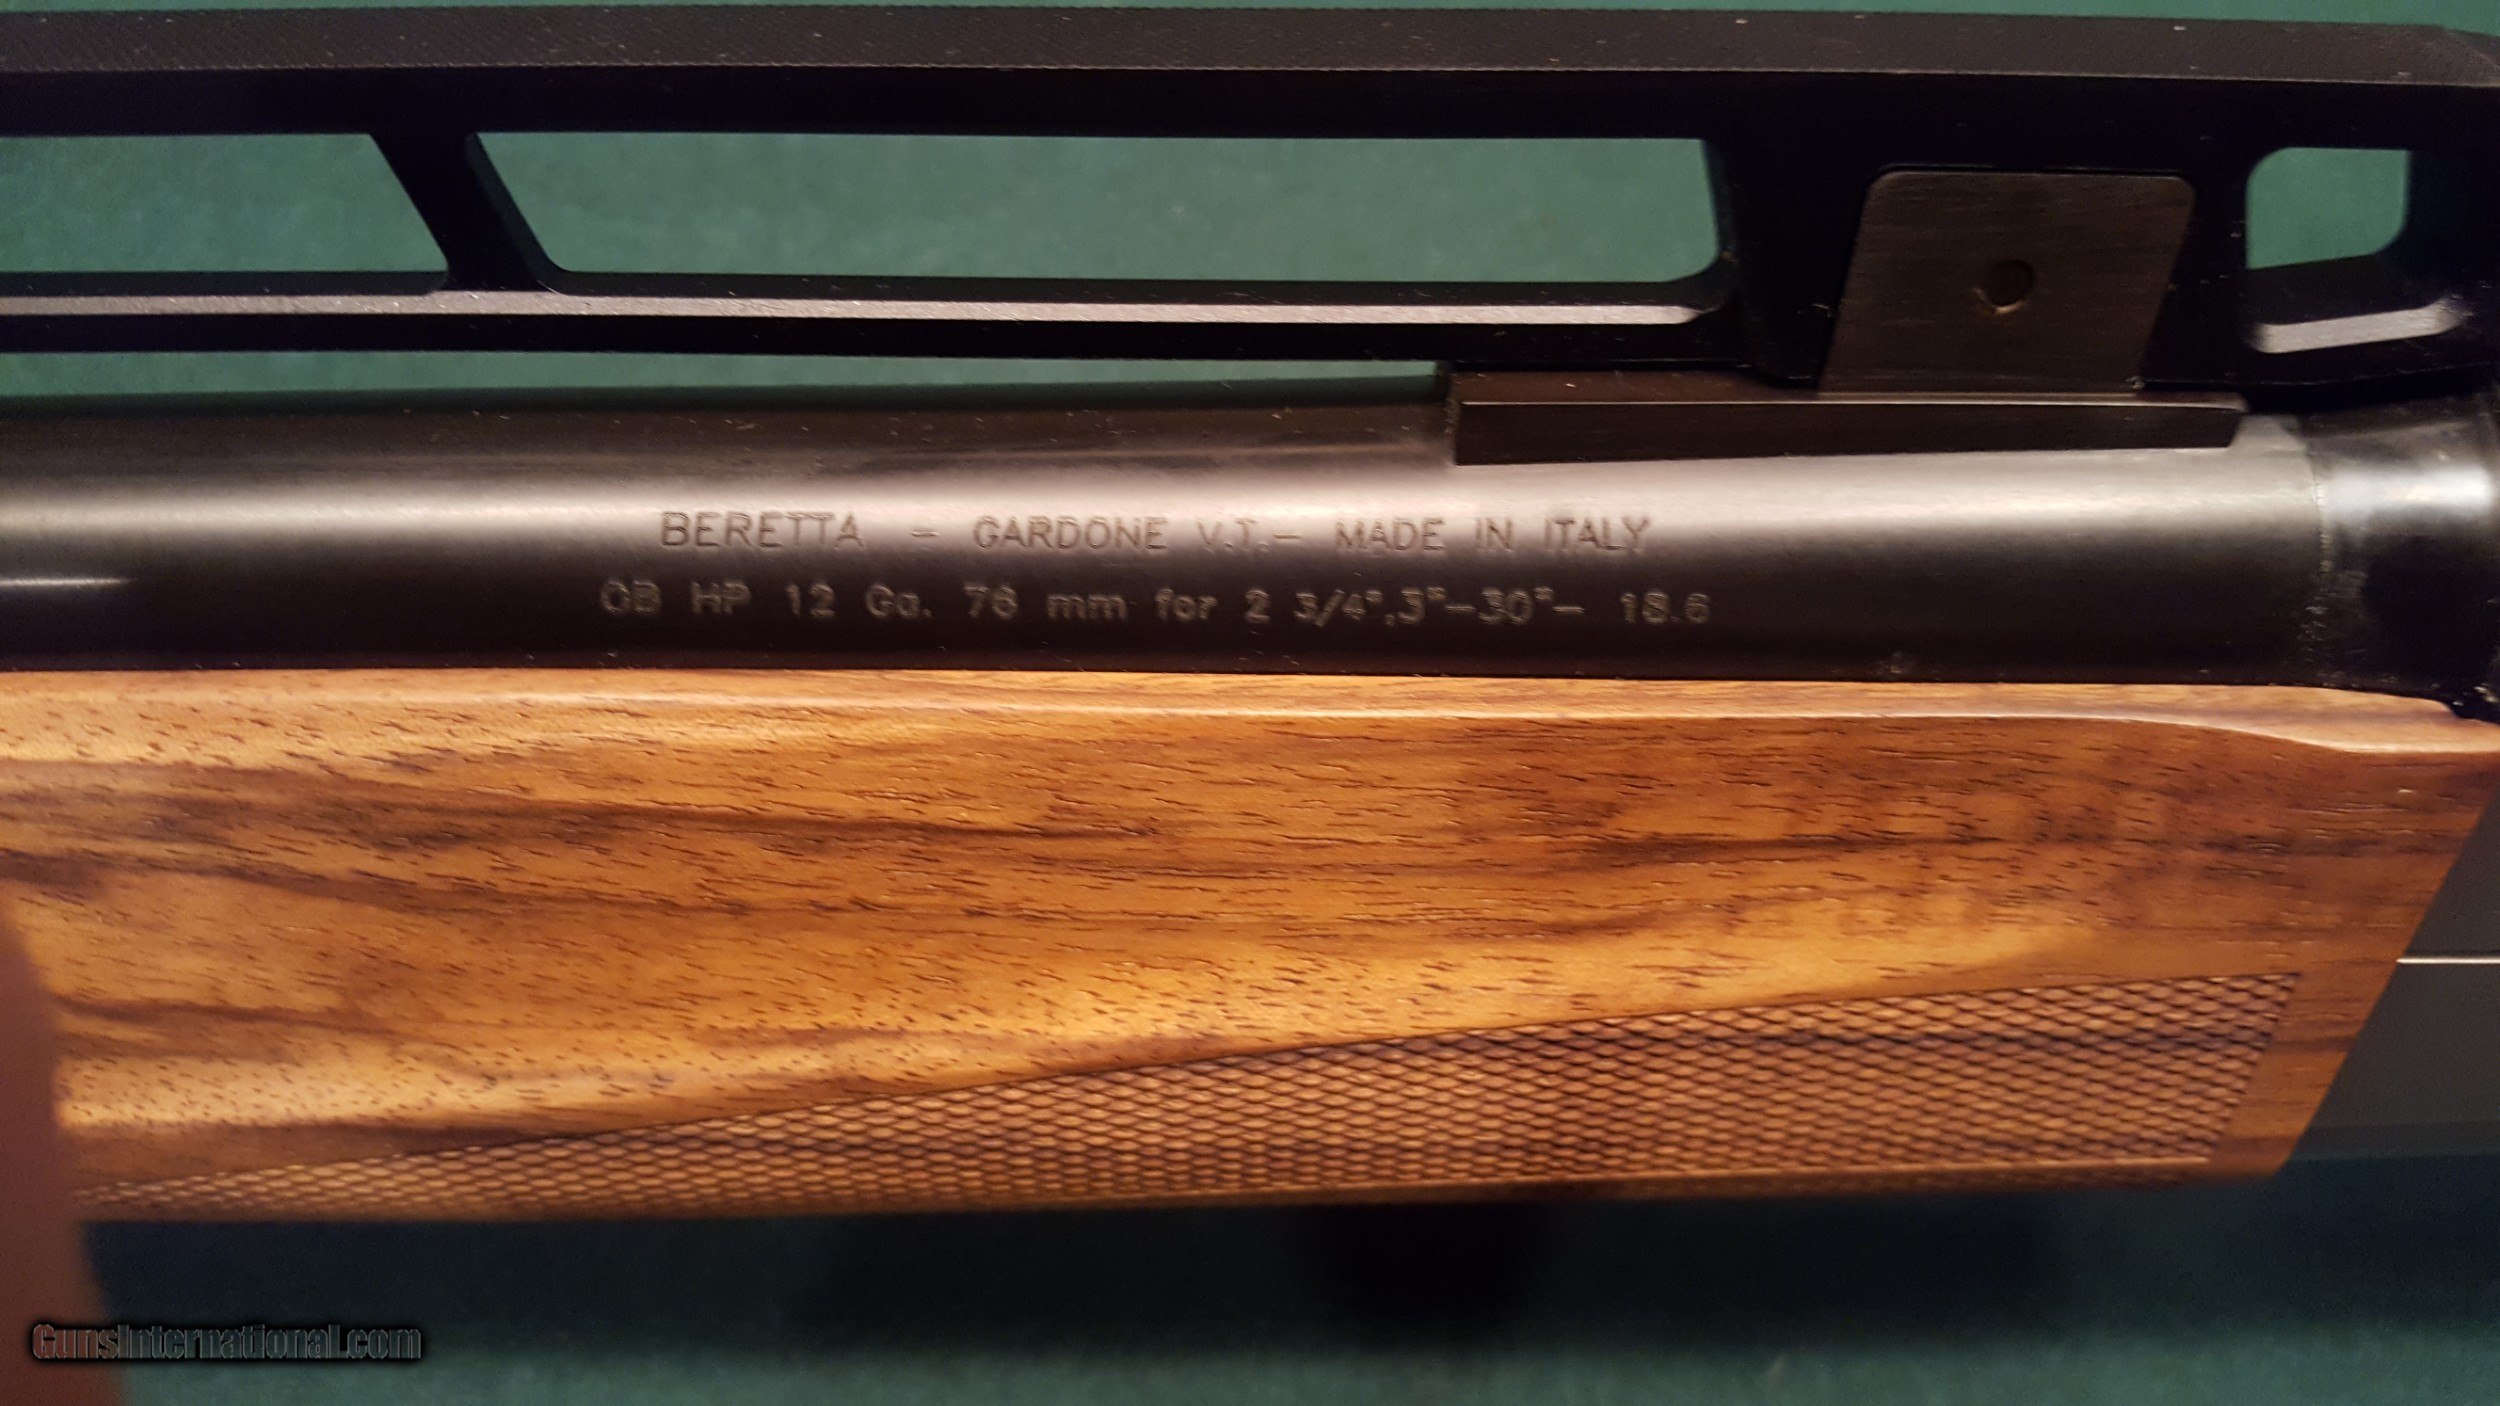 BERETTA - GARDONE V.T. - MADE IN ITALY
OB HP 12 Ga. 76 mm for 2 3/4",3"-30"- 18.6
GunsInternational.com